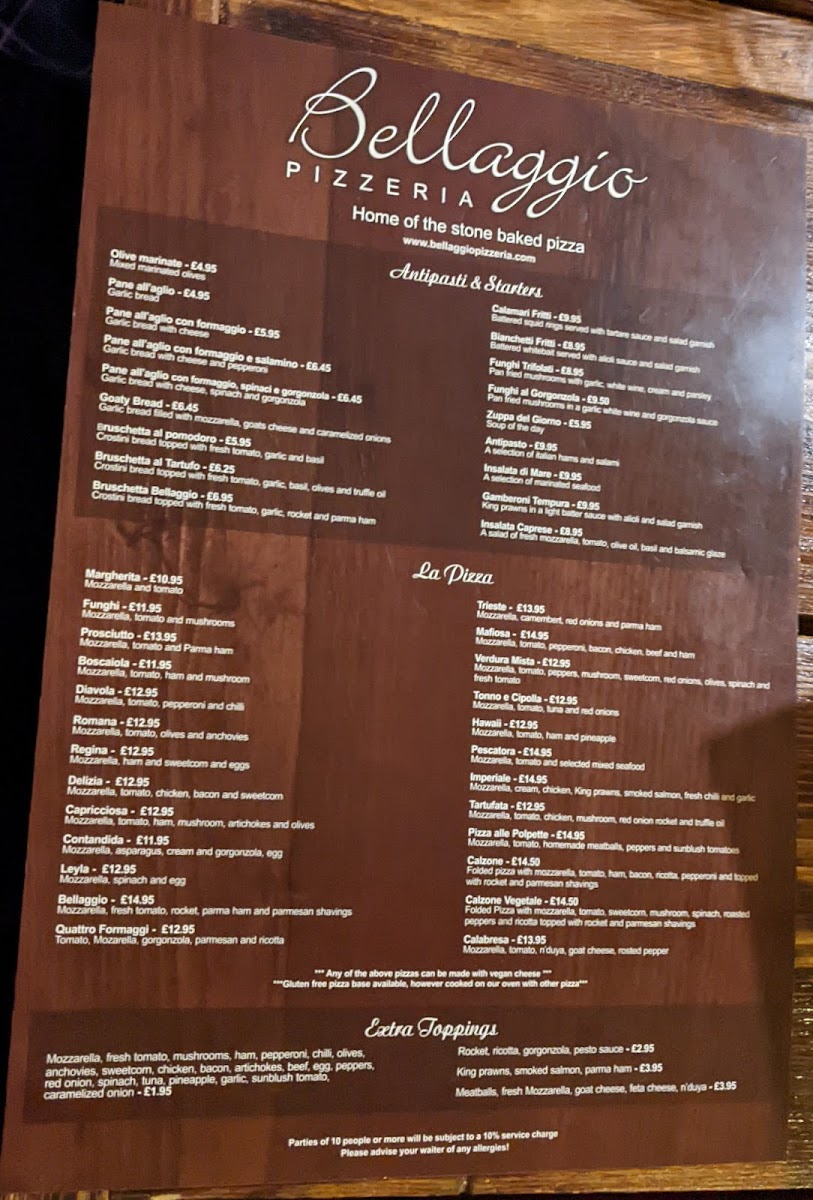 Bellaggio
PIZZERIA
Home of the stone baked pizza
www.bellaggiopizzeria.com
Antipasti & Starters
Olive marinate - £4.95
Mixed marinated olives
Pane all'aglio - £4.95
Garlic bread
Pane all'aglio con formaggio - £5.95
Garlic bread with cheese
Pane all'aglio con formaggio e salamino - £6.45
Garlic bread with cheese and pepperoni
Pane all'aglio con formaggio, spinaci e gorgonzola - £6.45
Garlic bread with cheese, spinach and gorgonzola
Goaty Bread - £6.45
Garlic bread filled with mozzarella, goats cheese and caramelized onions
Bruschetta al pomodoro - £5.95
Crostini bread topped with fresh tomato, garlic and basil
Bruschetta al Tartufo - £6.25
Crostini bread topped with fresh tomato, garlic, basil, olives and truffle oil
Bruschetta Bellaggio - £6.95
Crostini bread topped with fresh tomato, garlic, rocket and parma ham
Calamari Fritti - £9.95
Battered squid rings served with tartare sauce and salad garnish
Bianchetti Fritti - £8.95
Battered whitebait served with alioli sauce and salad garnish
Funghi Trifolati - £8.95
Pan fried mushrooms with garlic, white wine, cream and parsley
Funghi al Gorgonzola - £9.50
Pan fried mushrooms in a garlic white wine and gorgonzola sauce
Zuppa del Giorno - £5.95
Soup of the day
Antipasto - £9.95
A selection of italian hams and salami
Insalata di Mare - £9.95
A selection of marinated seafood
Gamberoni Tempura - £9.95
King prawns in a light batter sauce with alioli and salad garnish
Insalata Caprese - £8.95
A salad of fresh mozzarella, tomato, olive oil, basil and balsamic glaze
La Pizza
Margherita - £10.95
Mozzarella and tomato
Funghi - £11.95
Mozzarella, tomato and mushrooms
Prosciutto - £13.95
Mozzarella, tomato and Parma ham
Boscaiola - £11.95
Mozzarella, tomato, ham and mushroom
Diavola - £12.95
Mozzarella, tomato, pepperoni and chilli
Romana - £12.95
Mozzarella, tomato, olives and anchovies
Regina - £12.95
Mozzarella, ham and sweetcorn and eggs
Delizia - £12.95
Mozzarella, tomato, chicken, bacon and sweetcorn
Capricciosa - £12.95
Mozzarella, tomato, ham, mushroom, artichokes and olives
Contandida - £11.95
Mozzarella, asparagus, cream and gorgonzola, egg
Leyla - £12.95
Mozzarella, spinach and egg
Bellaggio - £14.95
Mozzarella, fresh tomato, rocket, parma ham and parmesan shavings
Quattro Formaggi - £12.95
Tomato, Mozarella, gorgonzola, parmesan and ricotta
Trieste - £13.95
Mozzarella, camembert, red onions and parma ham
Mafiosa - £14.95
Mozzarella, tomato, pepperoni, bacon, chicken, beef and ham
Verdura Mista - £12.95
Mozzarella, tomato, peppers, mushroom, sweetcorn, red onions, olives, spinach and
fresh tomato
Tonno e Cipolla - £12.95
Mozzarella, tomato, tuna and red onions
Hawaii - £12.95
Mozzarella, tomato, ham and pineapple
Pescatora - £14.95
Mozzarella, tomato and selected mixed seafood
Imperiale - £14.95
Mozzarella, cream, chicken, King prawns, smoked salmon, fresh chilli and garlic
Tartufata - £12.95
Mozzarella, tomato, chicken, mushroom, red onion rocket and truffle oil
Pizza alle Polpette - £14.95
Mozzarella, tomato, homemade meatballs, peppers and sunblush tomatoes
Calzone - £14.50
Folded pizza with mozzarella, tomato, ham, bacon, ricotta, pepperoni and topped
with rocket and parmesan shavings
Calzone Vegetale - £14.50
Folded Pizza with mozzarella, tomato, sweetcorn, mushroom, spinach, roasted
peppers and ricotta topped with rocket and parmesan shavings
Calabresa - £13.95
Mozzarella, tomato, n'duya, goat cheese, rosted pepper
*** Any of the above pizzas can be made with vegan cheese ***
***Gluten free pizza base available, however cooked on our oven with other pizza***
Extra Toppings
Mozzarella, fresh tomato, mushrooms, ham, pepperoni, chilli, olives,
anchovies, sweetcorn, chicken, bacon, artichokes, beef, egg, peppers,
red onion, spinach, tuna, pineapple, garlic, sunblush tomato,
caramelized onion - £1.95
Rocket, ricotta, gorgonzola, pesto sauce - £2.95
King prawns, smoked salmon, parma ham - £3.95
Meatballs, fresh Mozzarella, goat cheese, feta cheese, n'duya - £3.95
Parties of 10 people or more will be subject to a 10% service charge
Please advise your waiter of any allergies!